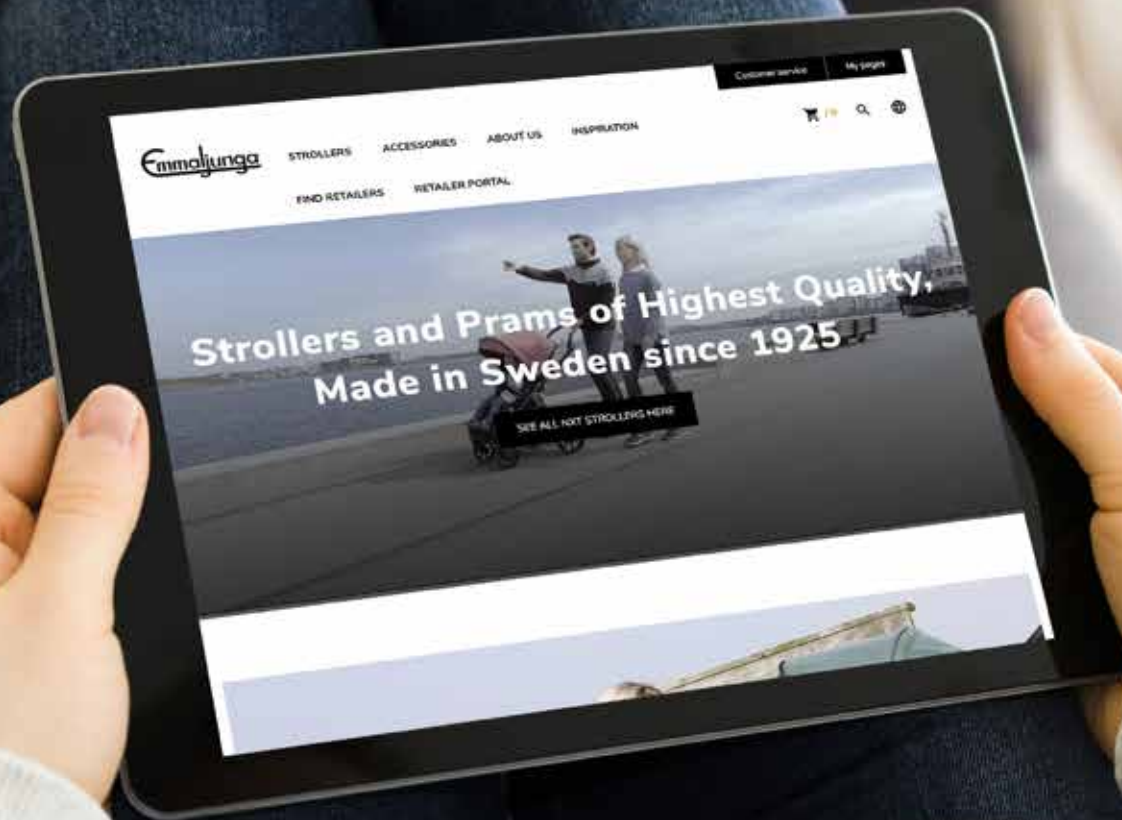 Customer service
My pages
Emmaljunga
STROLLERS
ACCESSORIES
ABOUT US
INSPIRATION
FIND RETAILERS
RETAILER PORTAL
Strollers and Prams of Highest Quality,
Made in Sweden since 1925
SEE ALL NXT STROLLERS HERE